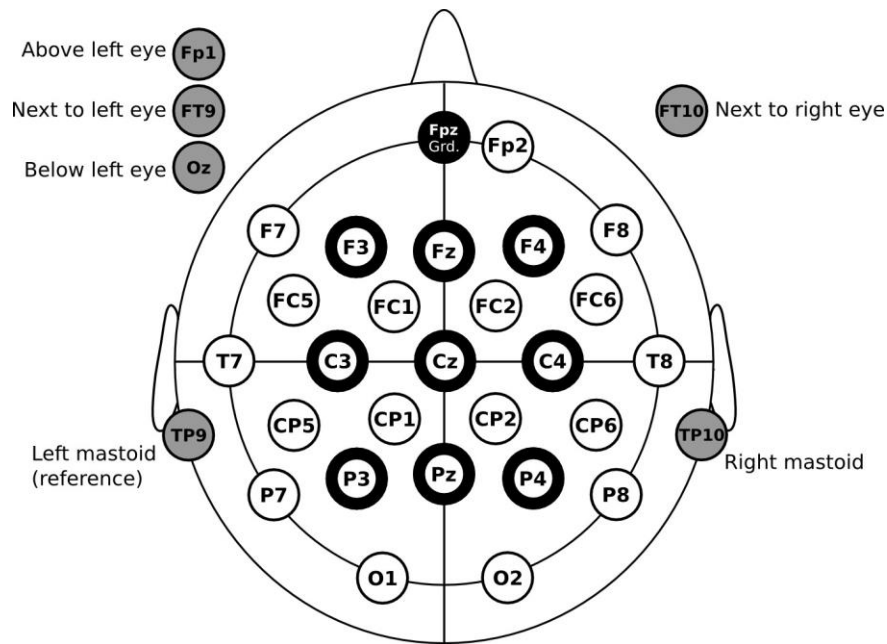 Above left eye Fp1
Next to left eye FT9
FT10 Next to right eye
Below left eye Oz
Fpz
Grd.
Fp2
F7 F3 Fz F4 F8
FC5 FC1 FC2 FC6
T7 C3 Cz C4 T8
CP5 CP1 CP2 CP6
TP9
TP10
Left mastoid
(reference)
Right mastoid
P7 P3 Pz P4 P8
O1 O2